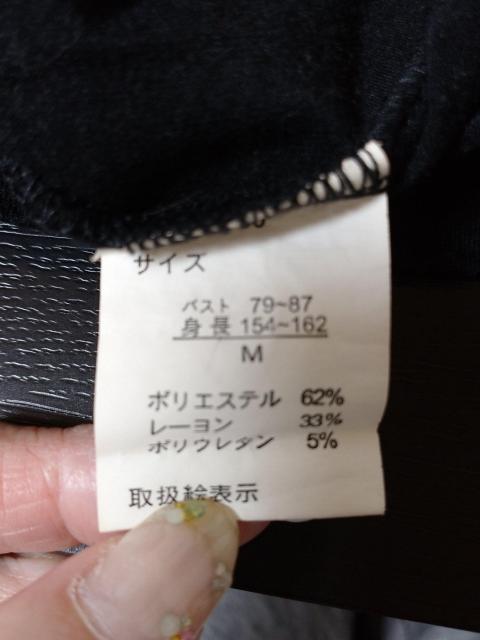 サイズ
バスト 79~87
身長 154~162
M
ポリエステル 62%
レーヨン 33%
ポリウレタン 5%
取扱絵表示